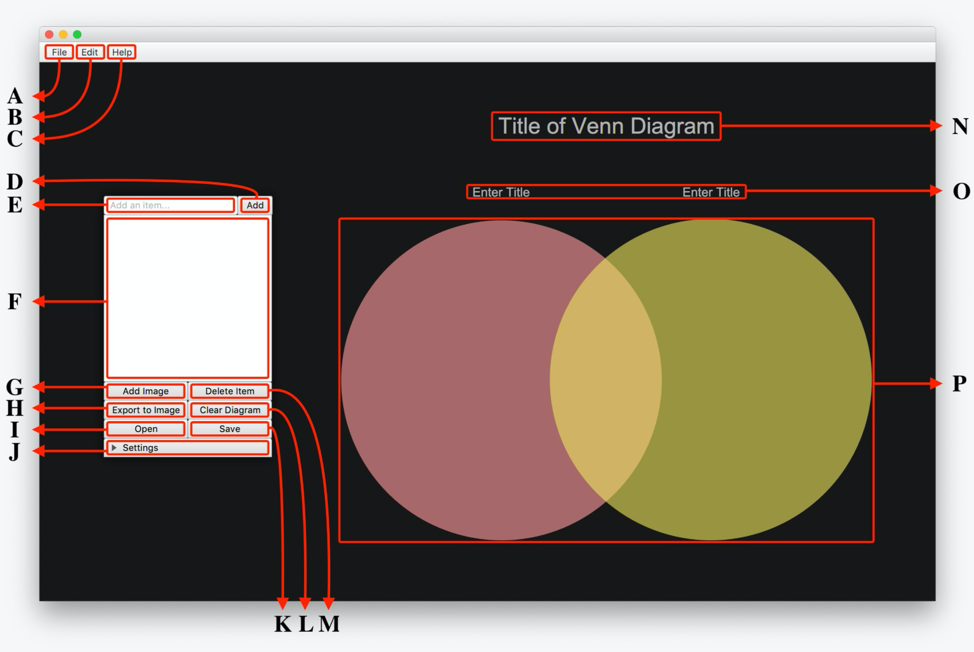 File Edit Help
A
B
C
Title of Venn Diagram
N
D
Enter Title Enter Title
O
E
Add an item... Add
F
G
Add Image Delete Item
P
H
Export to Image Clear Diagram
I
Open Save
J
Settings
K L M